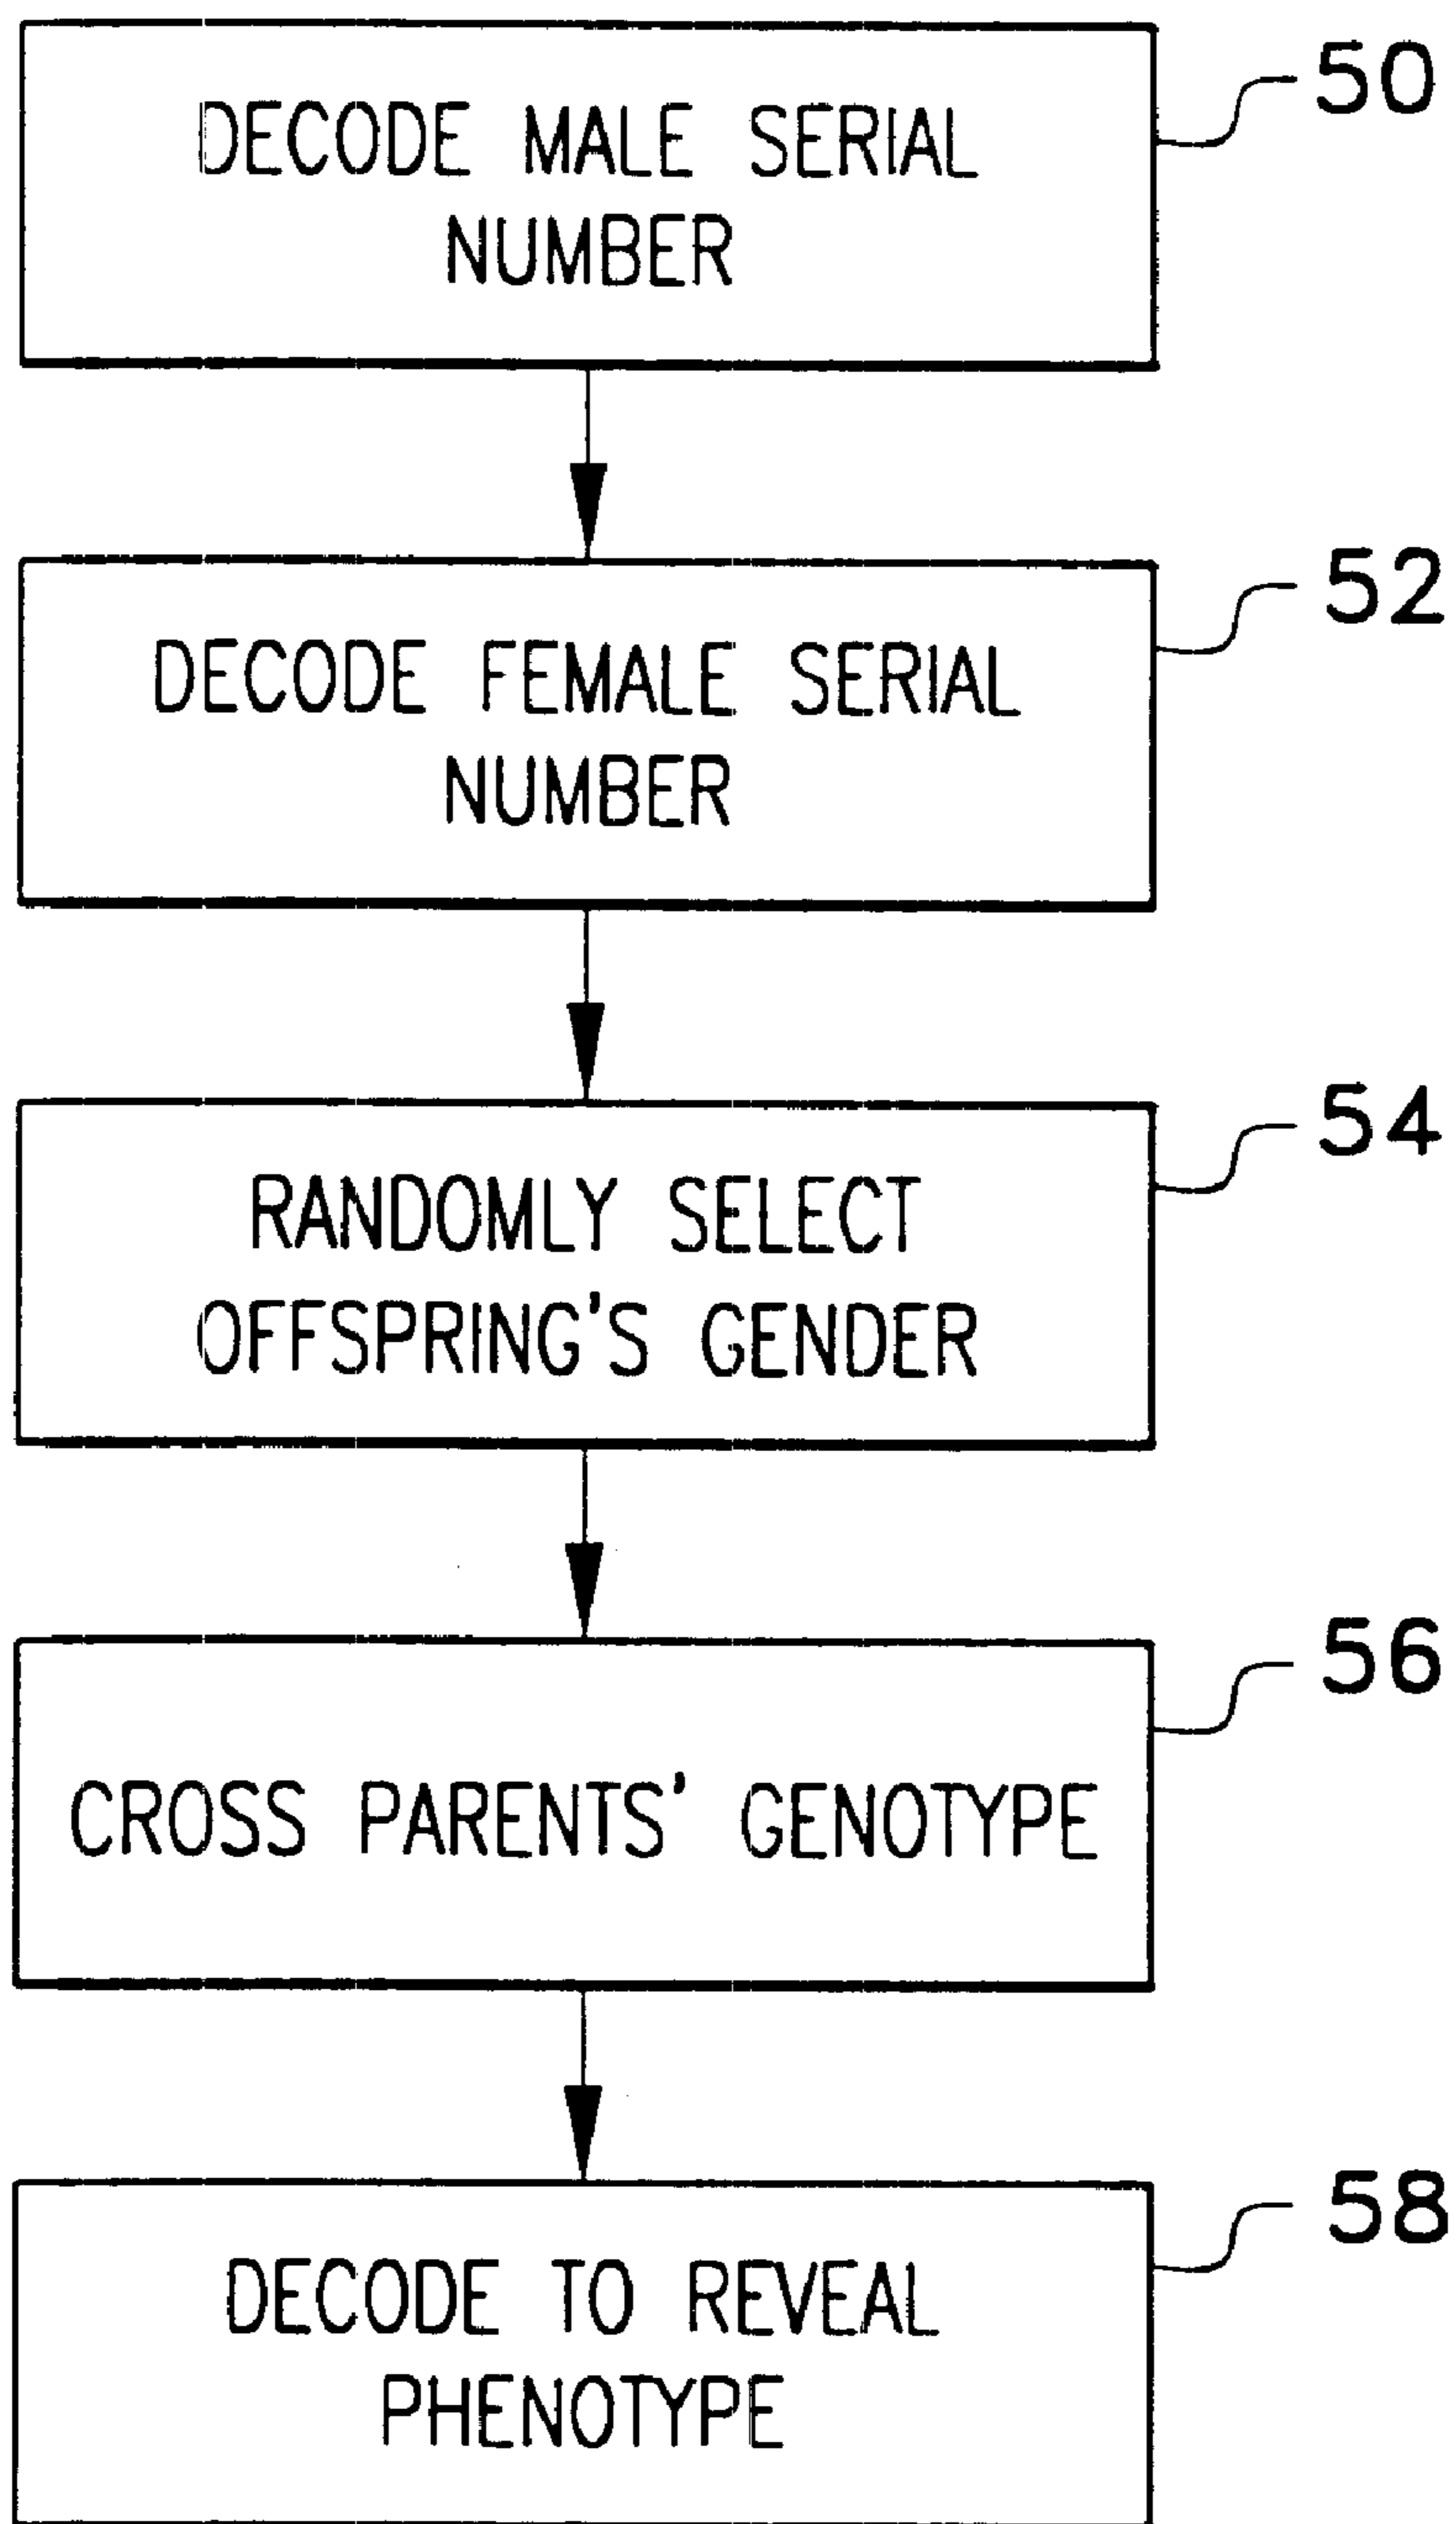 50
DECODE MALE SERIAL
NUMBER
52
DECODE FEMALE SERIAL
NUMBER
54
RANDOMLY SELECT
OFFSPRING'S GENDER
56
CROSS PARENTS' GENOTYPE
58
DECODE TO REVEAL
PHENOTYPE